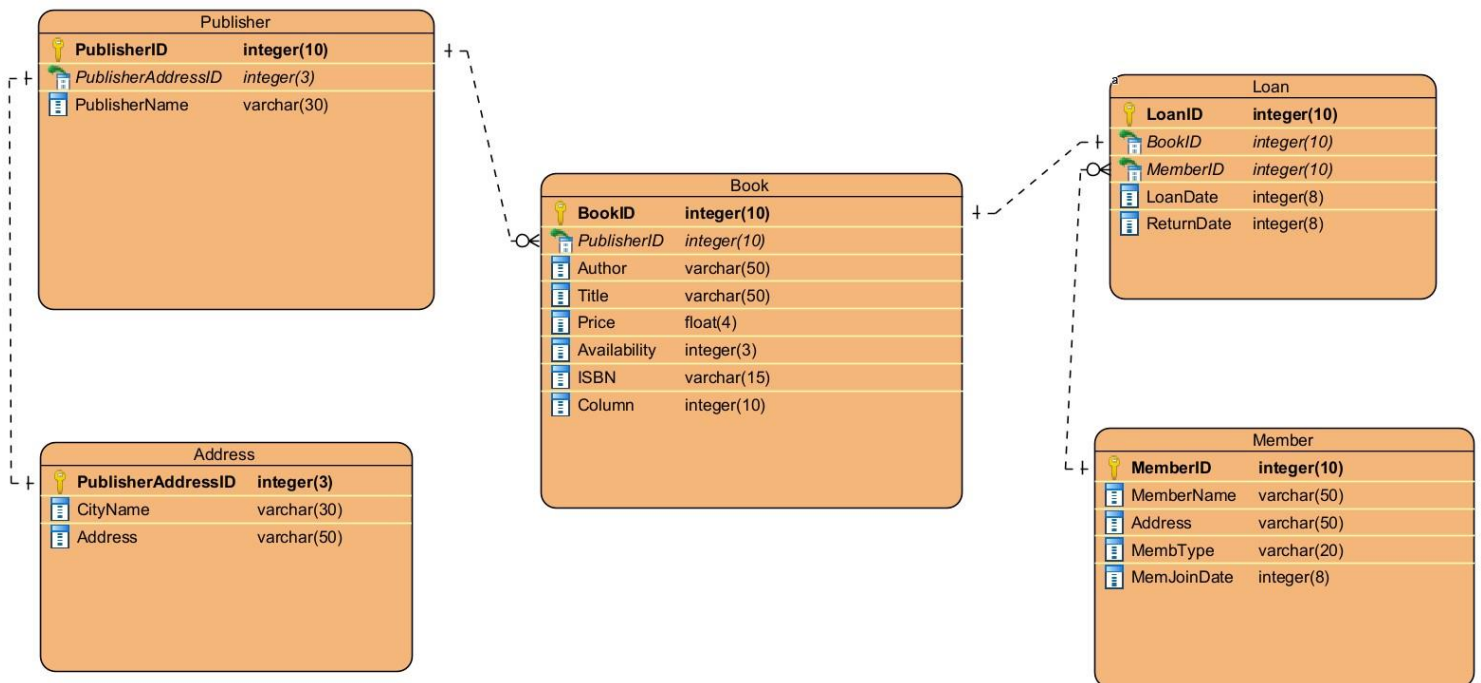 Publisher
PublisherID integer(10)
PublisherAddressID integer(3)
PublisherName varchar(30)
Address
PublisherAddressID integer(3)
CityName varchar(30)
Address varchar(50)
Book
BookID integer(10)
PublisherID integer(10)
Author varchar(50)
Title varchar(50)
Price float(4)
Availability integer(3)
ISBN varchar(15)
Column integer(10)
a
Loan
LoanID integer(10)
BookID integer(10)
MemberID integer(10)
LoanDate integer(8)
ReturnDate integer(8)
Member
MemberID integer(10)
MemberName varchar(50)
Address varchar(50)
MembType varchar(20)
MemJoinDate integer(8)